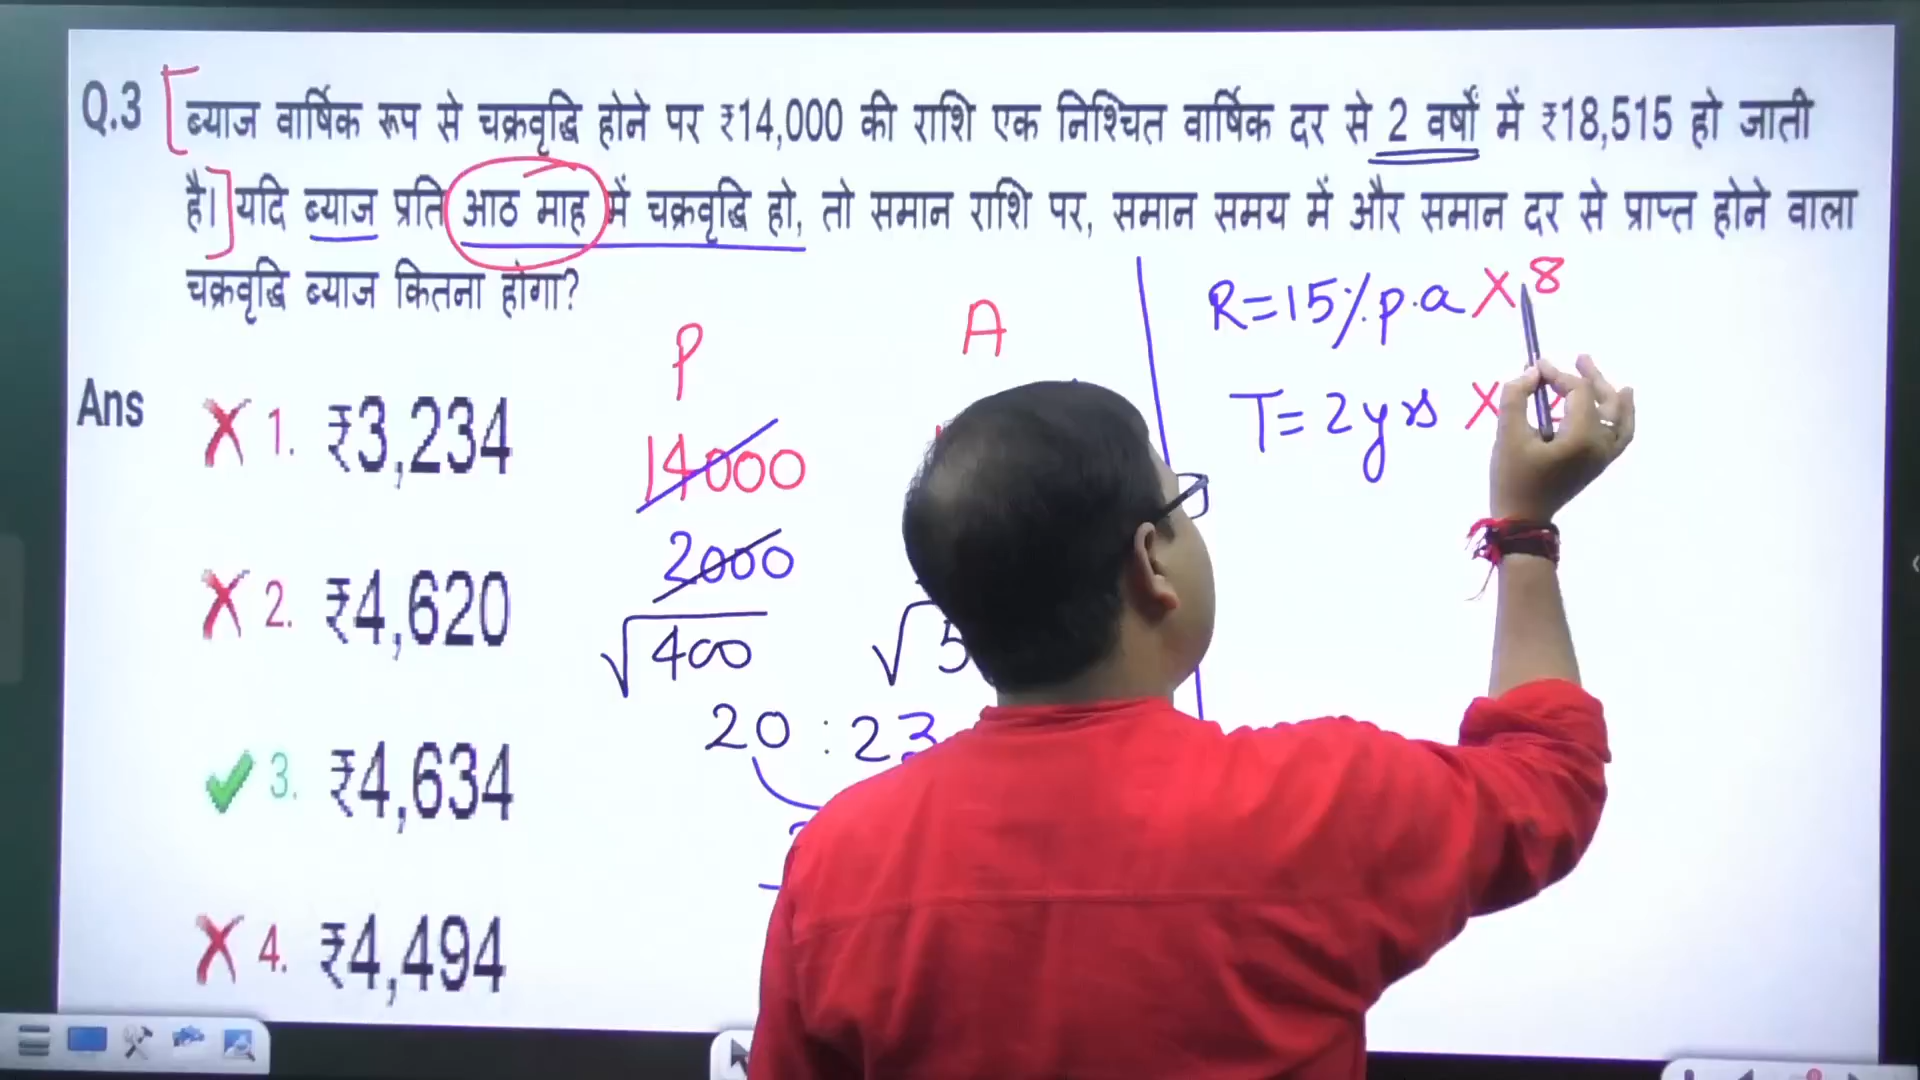 Q.3 ब्याज वार्षिक रूप से चक्रवृद्धि होने पर ₹14,000 की राशि एक निश्चित वार्षिक दर से 2 वर्षों में ₹18,515 हो जाती
है। यदि ब्याज प्रति आठ माह में चक्रवृद्धि हो, तो समान राशि पर, समान समय में और समान दर से प्राप्त होने वाला
चक्रवृद्धि ब्याज कितना होगा?
Ans
1. ₹3,234
2. ₹4,620
3. ₹4,634
4. ₹4,494
P A
14000
2000
√400 √5
20 : 23
R=15% p.a × 8
T= 2yrs ×